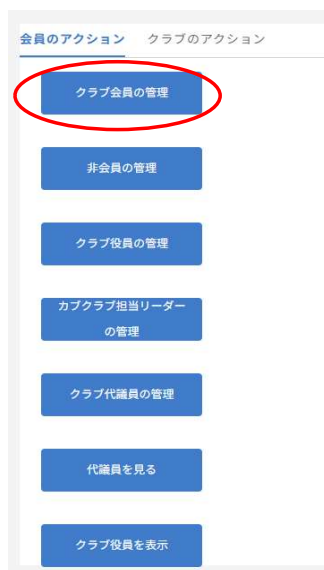 会員のアクション クラブのアクション
クラブ会員の管理
非会員の管理
クラブ役員の管理
カブクラブ担当リーダー
の管理
クラブ代議員の管理
代議員を見る
クラブ役員を表示